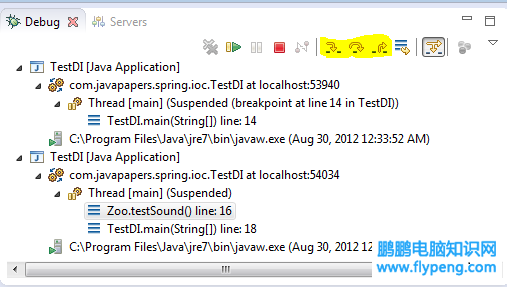 Debug Servers
TestDI [Java Application]
com.javapapers.spring.ioc.TestDI at localhost:53940
Thread [main] (Suspended (breakpoint at line 14 in TestDI))
TestDI.main(String[]) line: 14
C:\Program Files\Java\jre7\bin\javaw.exe (Aug 30, 2012 12:33:52 AM)
TestDI [Java Application]
com.javapapers.spring.ioc.TestDI at localhost:54034
Thread [main] (Suspended)
Zoo.testSound() line: 16
TestDI.main(String[]) line: 18
C:\Program Files\Java\jre7\bin\javaw.exe (Aug 30, 2012 12
鹏鹏电脑知识网
www.flypeng.com